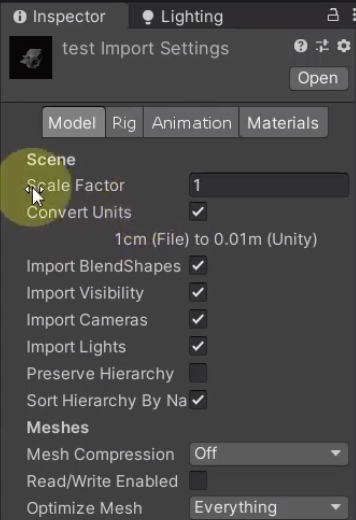 Inspector Lighting
test Import Settings
Open
Model Rig Animation Materials
Scene
Scale Factor 1
Convert Units
1cm (File) to 0.01m (Unity)
Import BlendShapes
Import Visibility
Import Cameras
Import Lights
Preserve Hierarchy
Sort Hierarchy By Na
Meshes
Mesh Compression Off
Read/Write Enabled
Optimize Mesh Everything